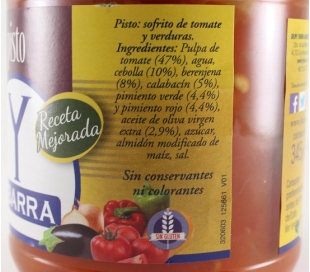 Pisto: sofrito de tomate
y verduras.
Ingredientes: Pulpa de
tomate (47%), agua,
cebolla (10%), berenjena
(8%), calabacín (5%),
pimiento verde (4,4%)
y pimiento rojo (4,4%),
aceite de oliva virgen
extra (2,9%), azúcar,
almidón modificado de
maíz, sal.
Sin conservantes
ni colorantes
Receta
Mejorada
Y
BARRA
SIN GLUTEN